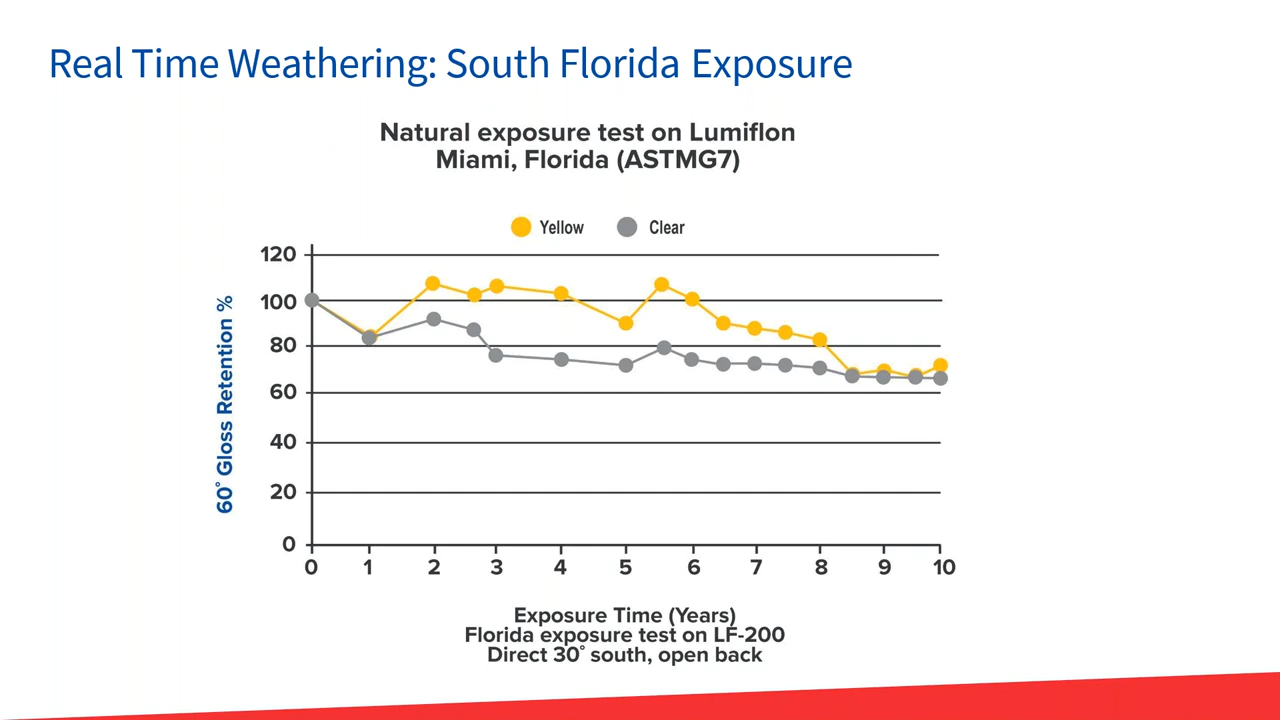 Real Time Weathering: South Florida Exposure
Natural exposure test on Lumiflon
Miami, Florida (ASTMG7)
Yellow
Clear
60° Gloss Retention %
120
100
80
60
40
20
0
0 1 2 3 4 5 6 7 8 9 10
Exposure Time (Years)
Florida exposure test on LF-200
Direct 30° south, open back